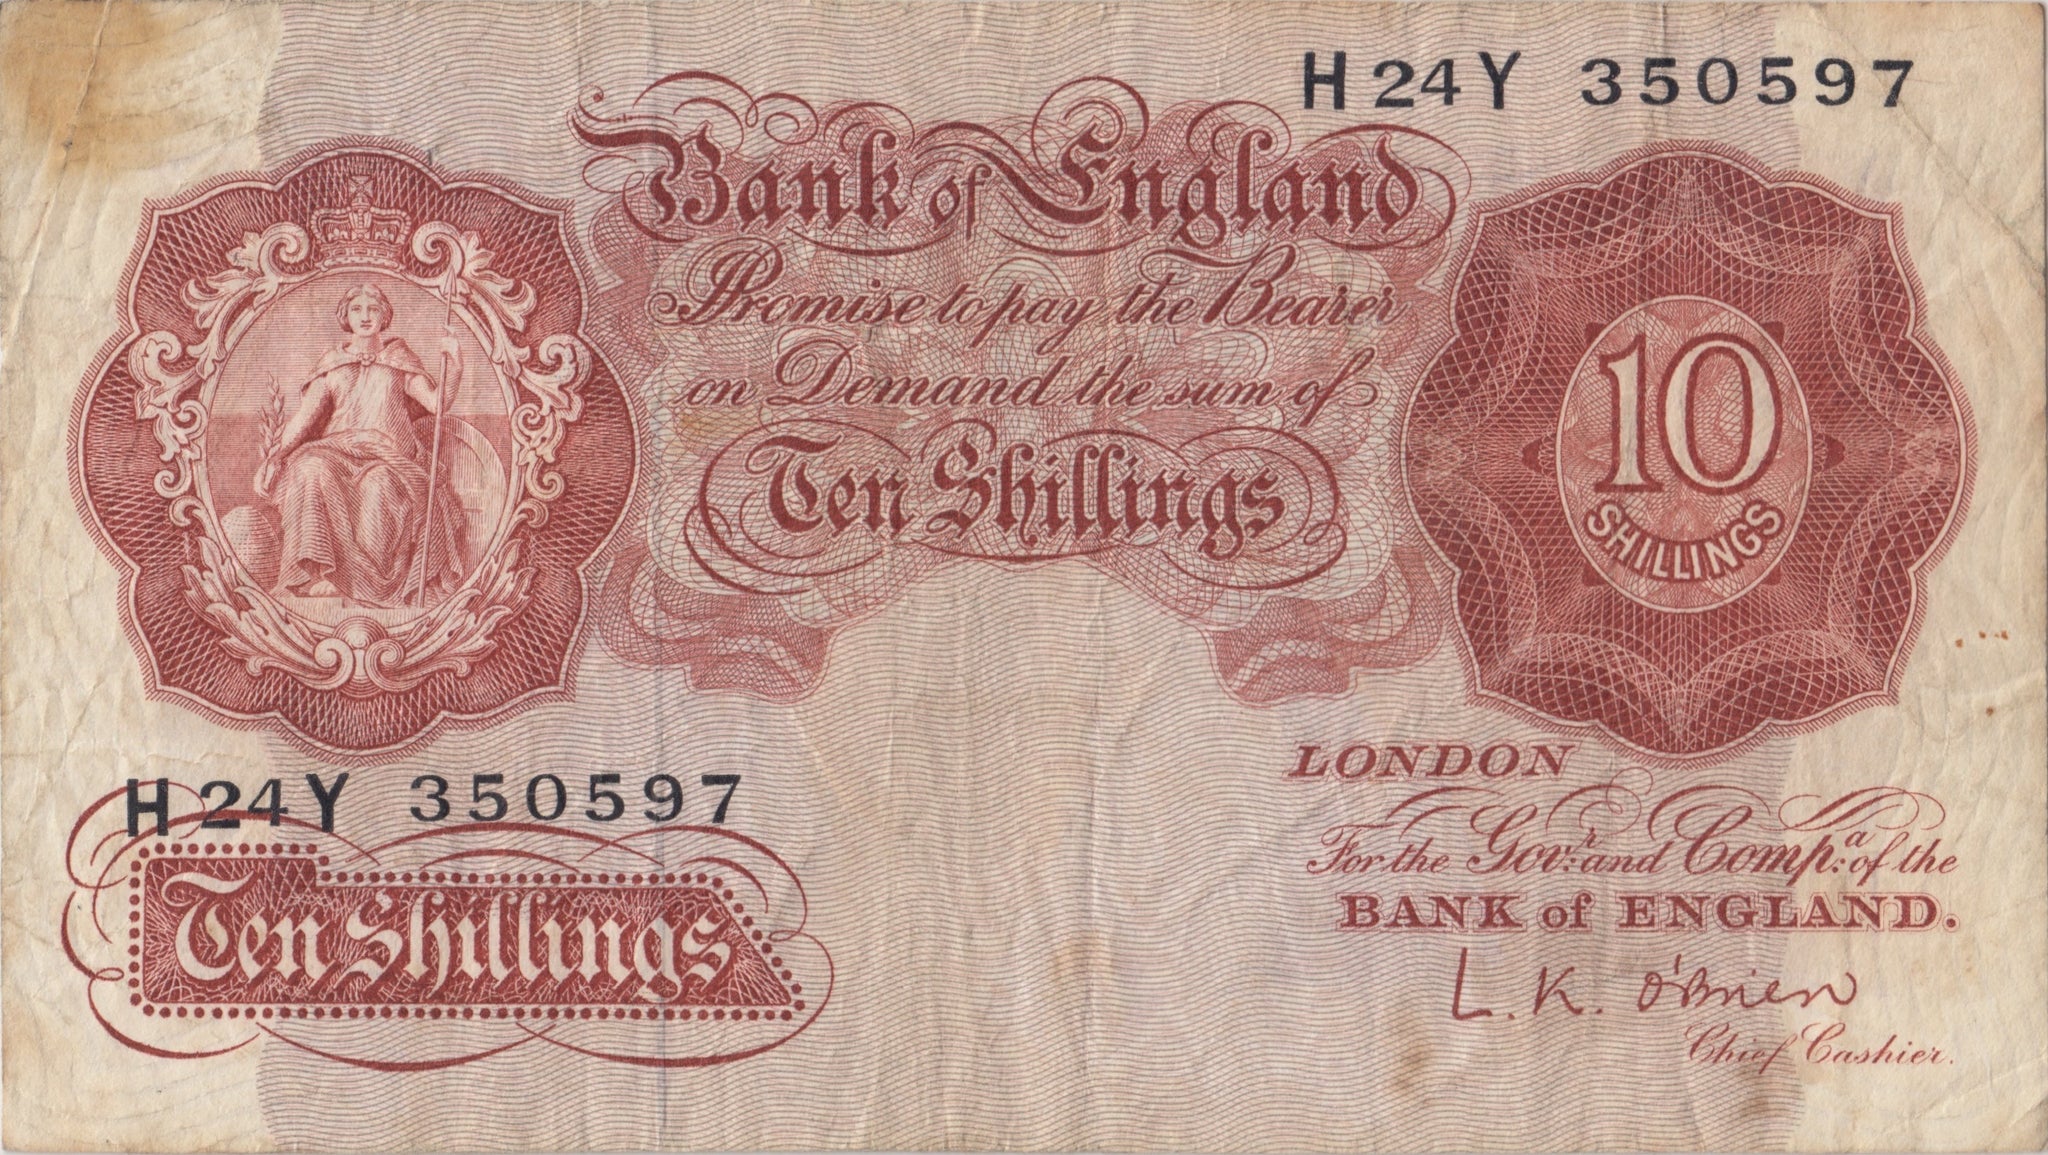 H24Y 350597
Bank of England
Promise to pay the Bearer
on Demand the sum of
Ten Shillings
10
SHILLINGS
H24Y 350597
Ten Shillings
LONDON
For the Govr: and Compa: of the
BANK of ENGLAND.
L.K. O'Brien
Chief Cashier.